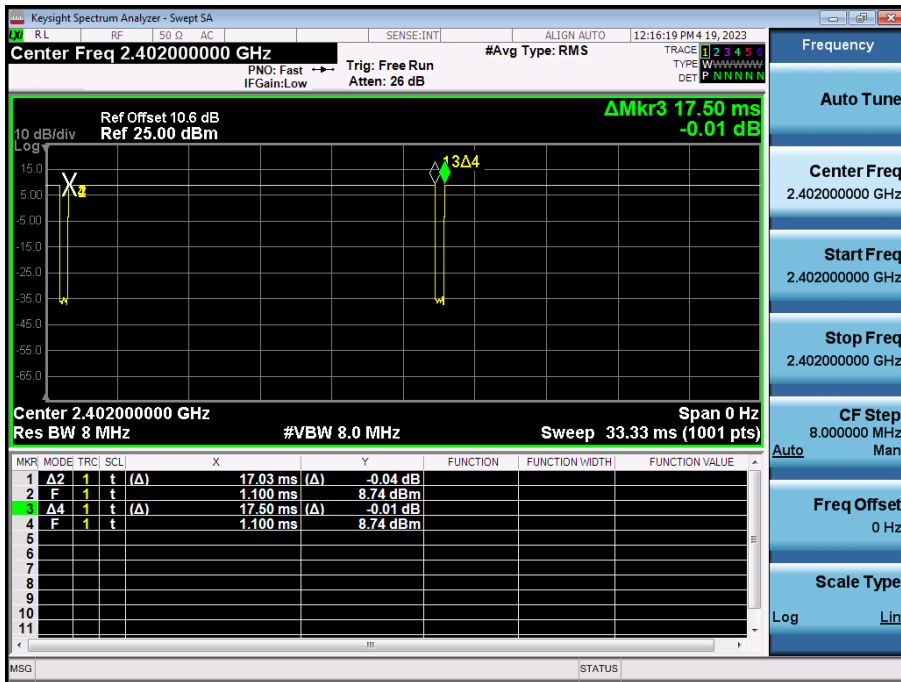 Keysight Spectrum Analyzer - Swept SA
LXI RL RF 50 Ω AC SENSE:INT ALIGN AUTO 12:16:19 PM 4 19, 2023
Center Freq 2.402000000 GHz
#Avg Type: RMS
TRACE 1 2 3 4 5 6
TYPE WWWWWW
DET P N N N N N
PNO: Fast
IFGain:Low
Trig: Free Run
Atten: 26 dB
ΔMkr3 17.50 ms
-0.01 dB
Ref Offset 10.6 dB
10 dB/div Ref 25.00 dBm
Log
15.0
5.00
-5.00
-15.0
-25.0
-35.0
-45.0
-55.0
-65.0
13Δ4
Center 2.402000000 GHz Span 0 Hz
Res BW 8 MHz #VBW 8.0 MHz Sweep 33.33 ms (1001 pts)
MKR MODE TRC SCL X Y FUNCTION FUNCTION WIDTH FUNCTION VALUE
1 Δ2 1 t (Δ) 17.03 ms (Δ) -0.04 dB
2 F 1 t 1.100 ms 8.74 dBm
3 Δ4 1 t (Δ) 17.50 ms (Δ) -0.01 dB
4 F 1 t 1.100 ms 8.74 dBm
5
6
7
8
9
10
11
MSG STATUS
Frequency
Auto Tune
Center Freq
2.402000000 GHz
Start Freq
2.402000000 GHz
Stop Freq
2.402000000 GHz
CF Step
8.000000 MHz
Auto Man
Freq Offset
0 Hz
Scale Type
Log Lin